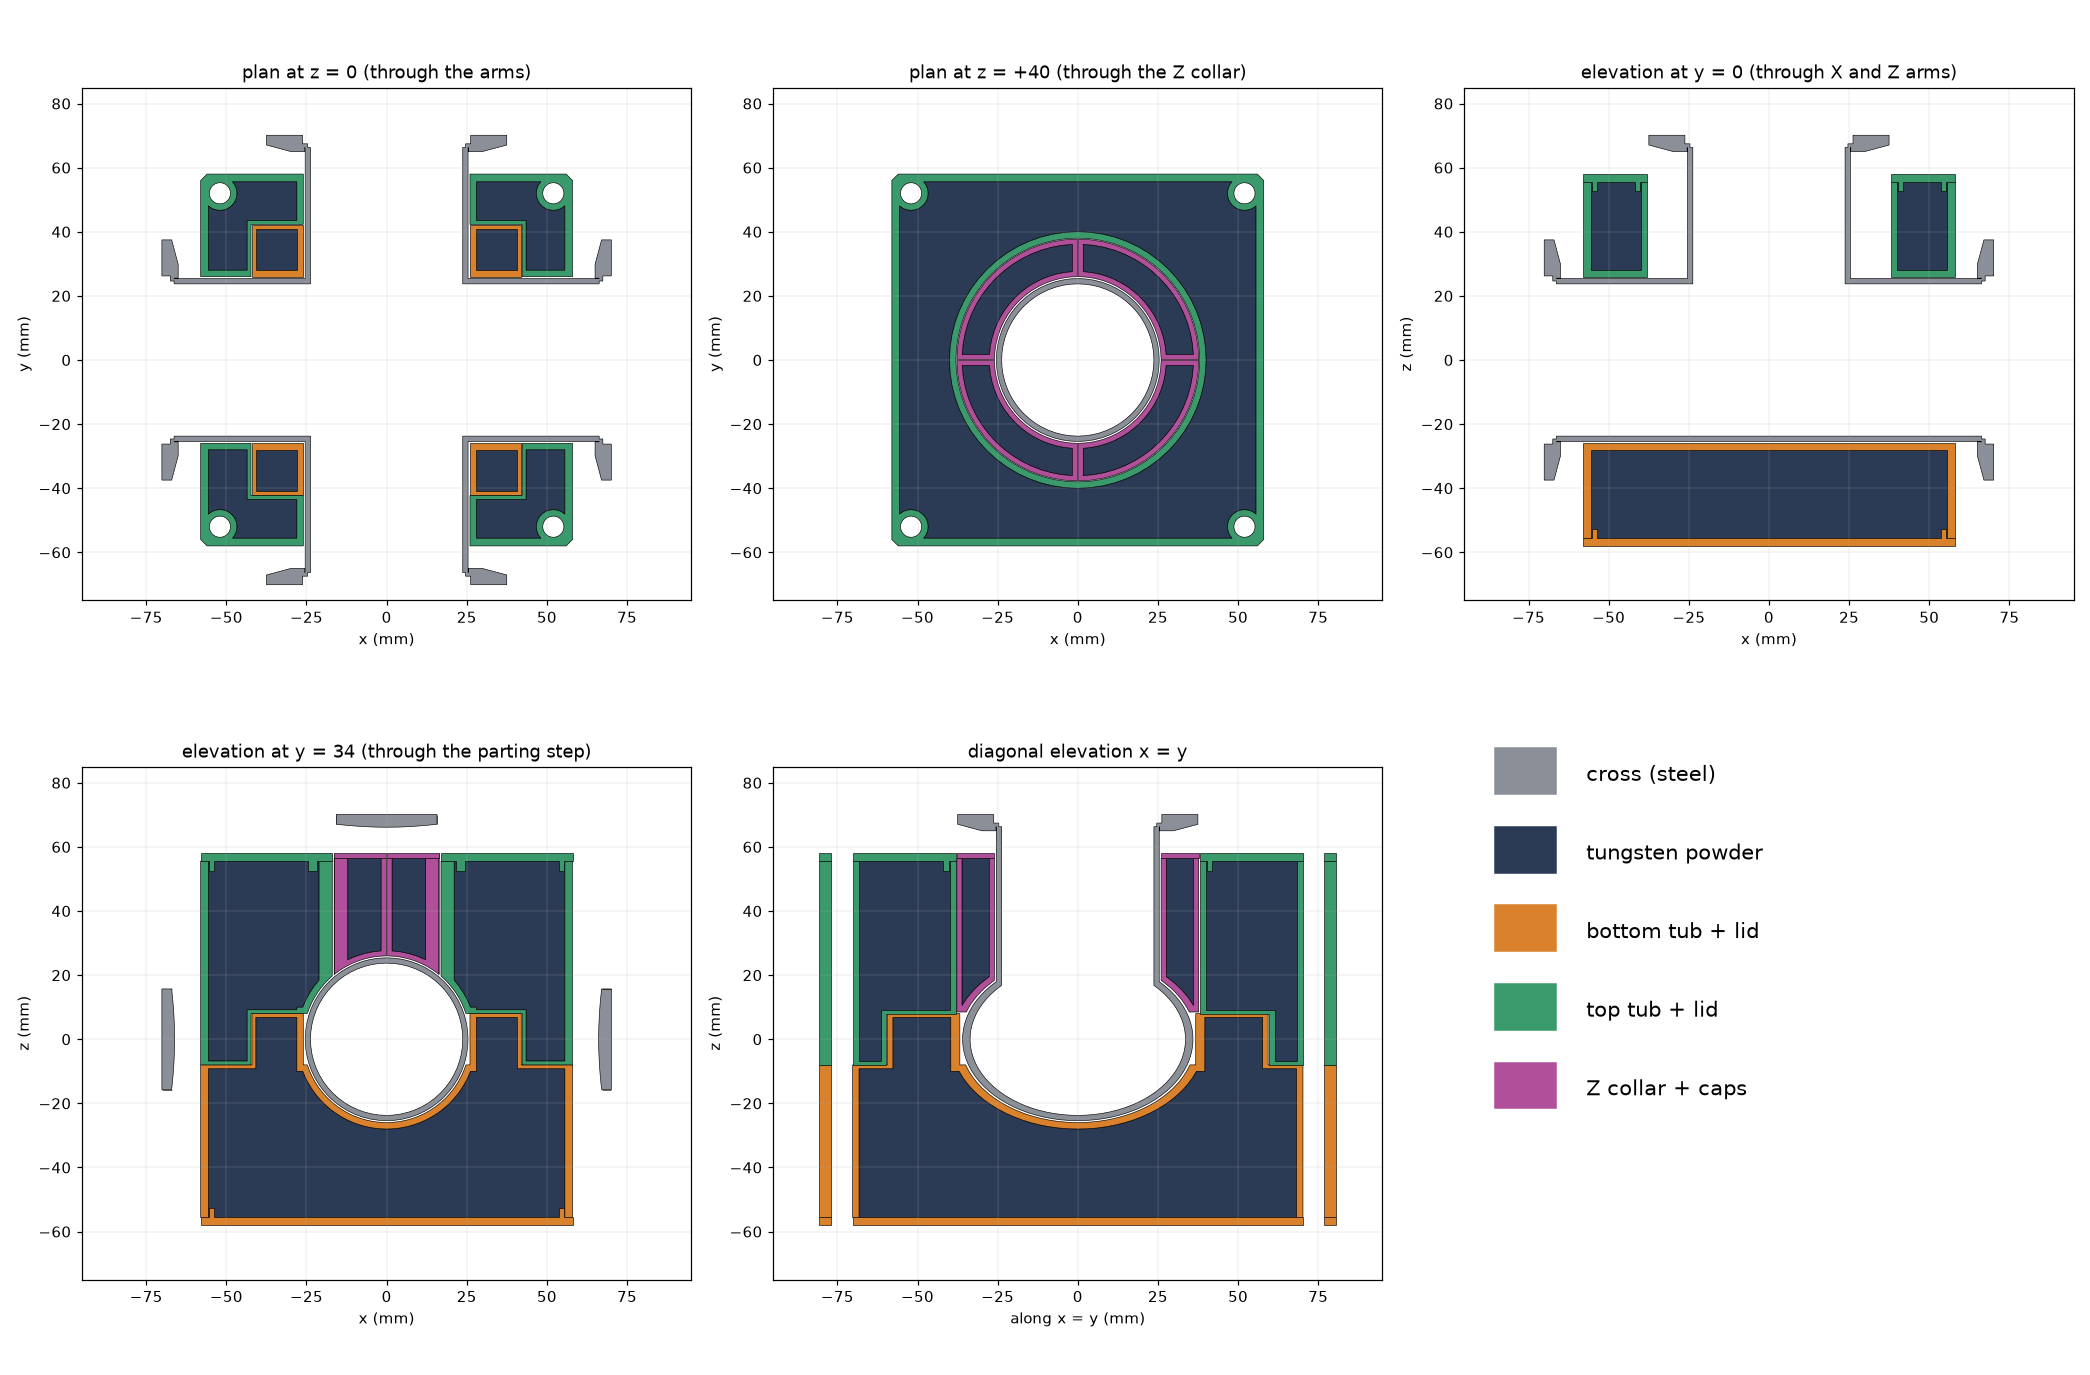 plan at z = 0 (through the arms)
80
60
40
20
0
−20
−40
−60
y (mm)
−75 −50 −25 0 25 50 75
x (mm)
plan at z = +40 (through the Z collar)
80
60
40
20
0
−20
−40
−60
y (mm)
−75 −50 −25 0 25 50 75
x (mm)
elevation at y = 0 (through X and Z arms)
80
60
40
20
0
−20
−40
−60
z (mm)
−75 −50 −25 0 25 50 75
x (mm)
elevation at y = 34 (through the parting step)
80
60
40
20
0
−20
−40
−60
z (mm)
−75 −50 −25 0 25 50 75
x (mm)
diagonal elevation x = y
80
60
40
20
0
−20
−40
−60
z (mm)
−75 −50 −25 0 25 50 75
along x = y (mm)
cross (steel)
tungsten powder
bottom tub + lid
top tub + lid
Z collar + caps